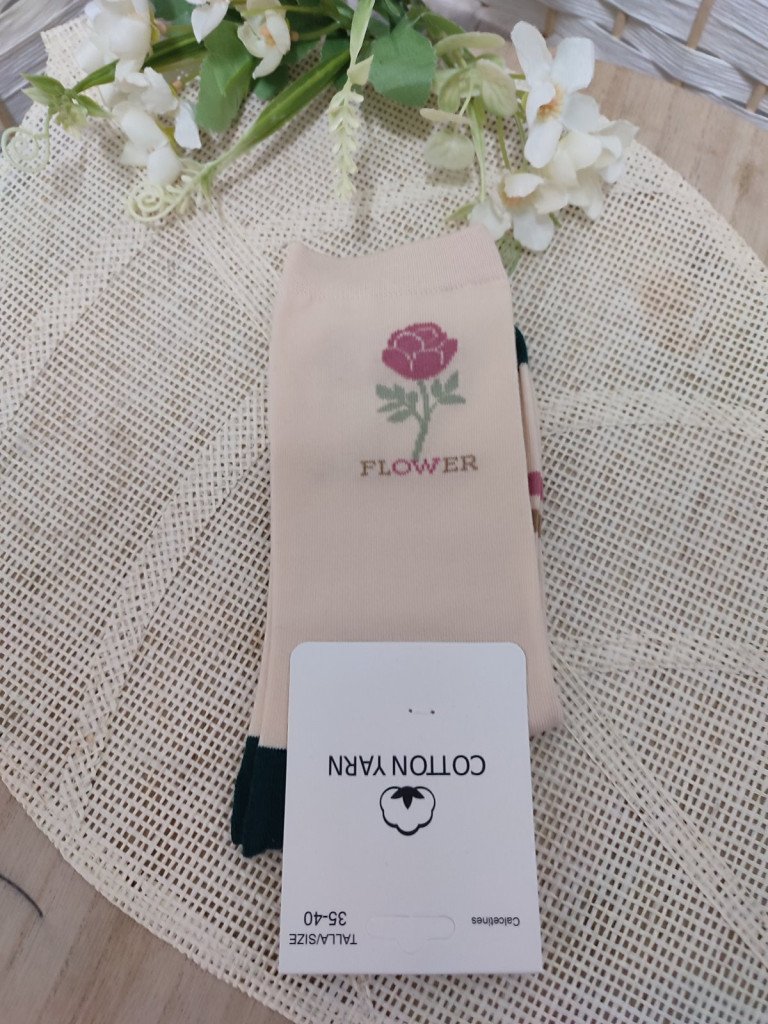 FLOWER
COTTON YARN
Calcetines
TALLA/SIZE
35-40